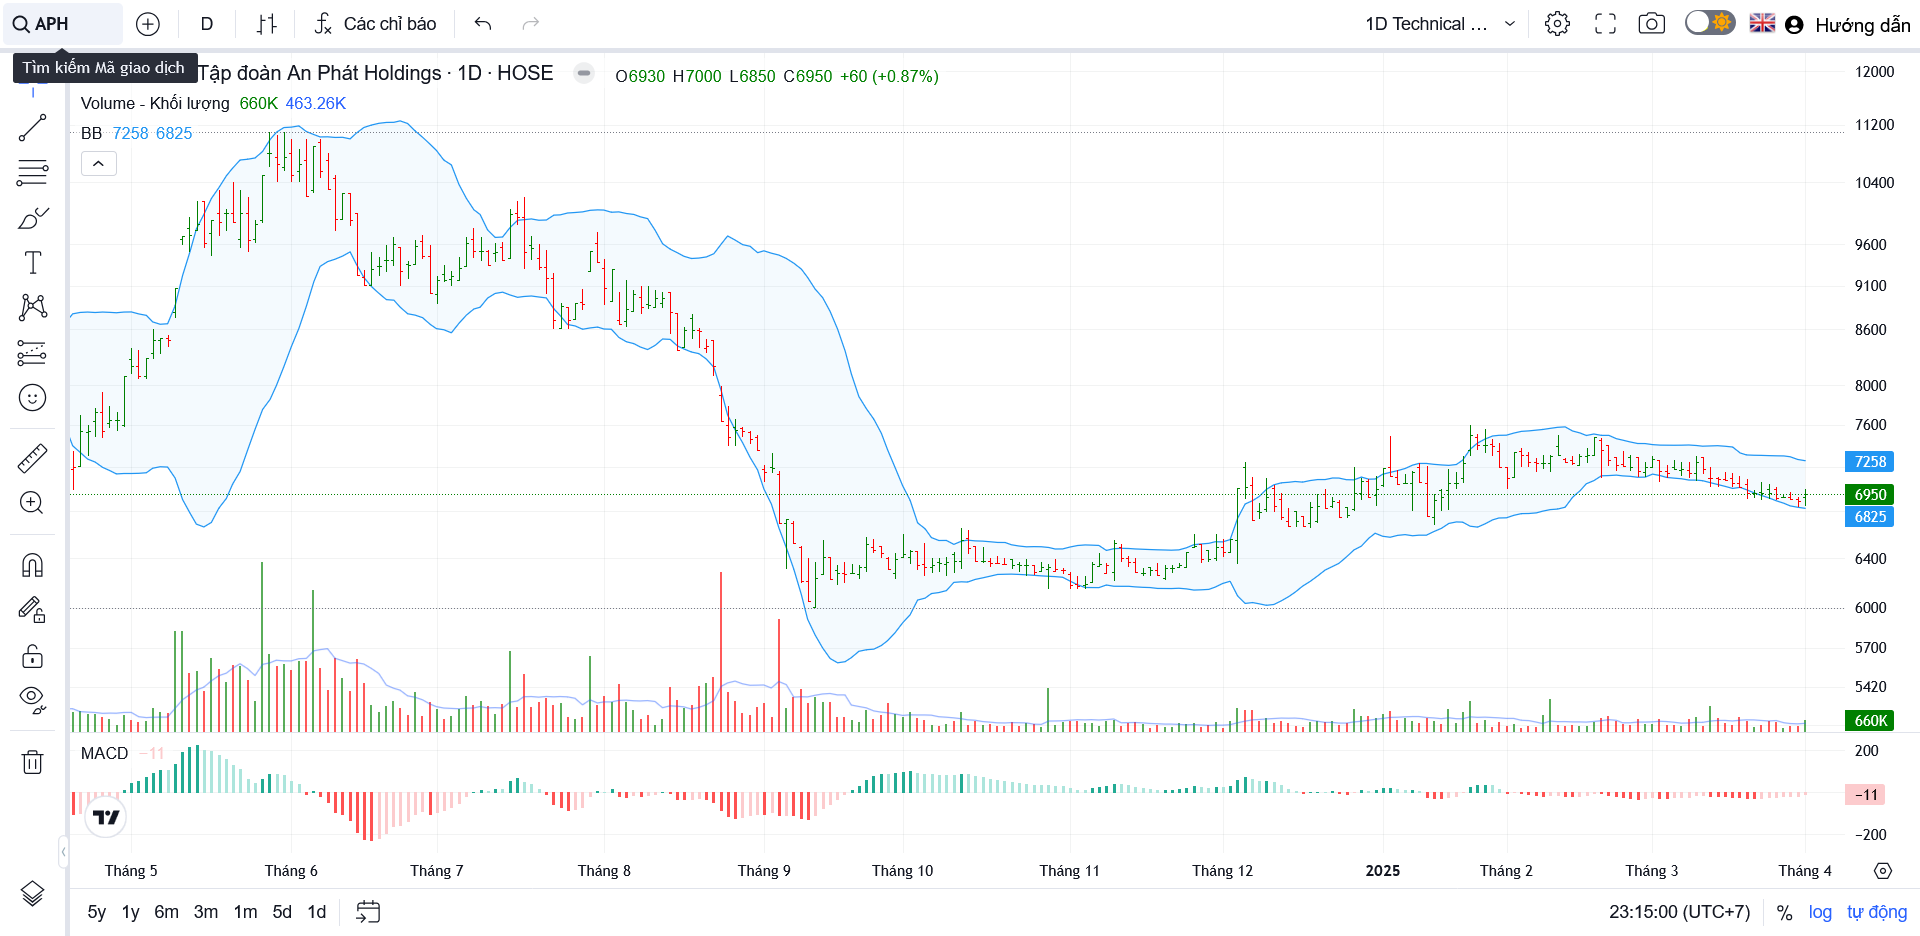 APH D Các chỉ báo 1D Technical ... Hướng dẫn
Tìm kiếm Mã giao dịch
Tập đoàn An Phát Holdings · 1D · HOSE O6930 H7000 L6850 C6950 +60 (+0.87%)
Volume - Khối lượng 660K 463.26K
BB 7258 6825
12000
11200
10400
9600
9100
8600
8000
7600
7258
6950
6825
6400
6000
5700
5420
660K
MACD −11
200
−11
−200
Tháng 5 Tháng 6 Tháng 7 Tháng 8 Tháng 9 Tháng 10 Tháng 11 Tháng 12 2025 Tháng 2 Tháng 3 Tháng 4
5y 1y 6m 3m 1m 5d 1d 23:15:00 (UTC+7) % log tự động